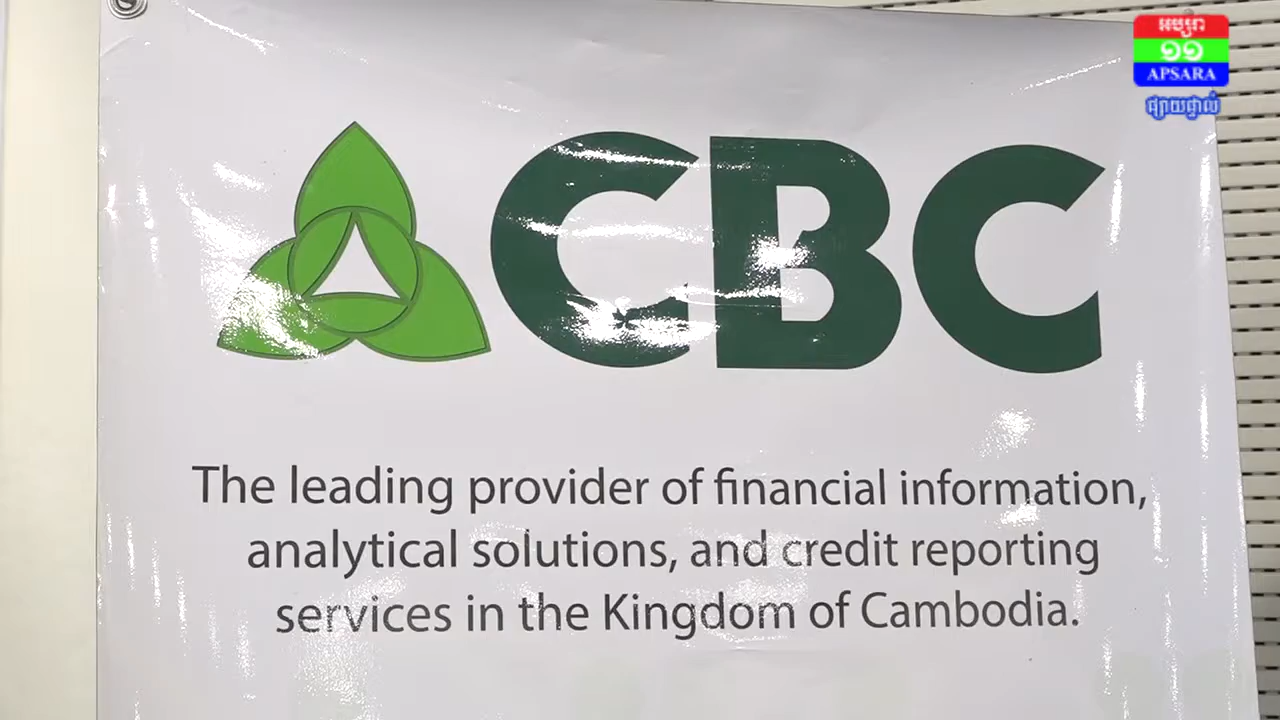 អប្សរា
១១
APSARA
ផ្សាយផ្ទាល់
CBC
The leading provider of financial information,
analytical solutions, and credit reporting
services in the Kingdom of Cambodia.